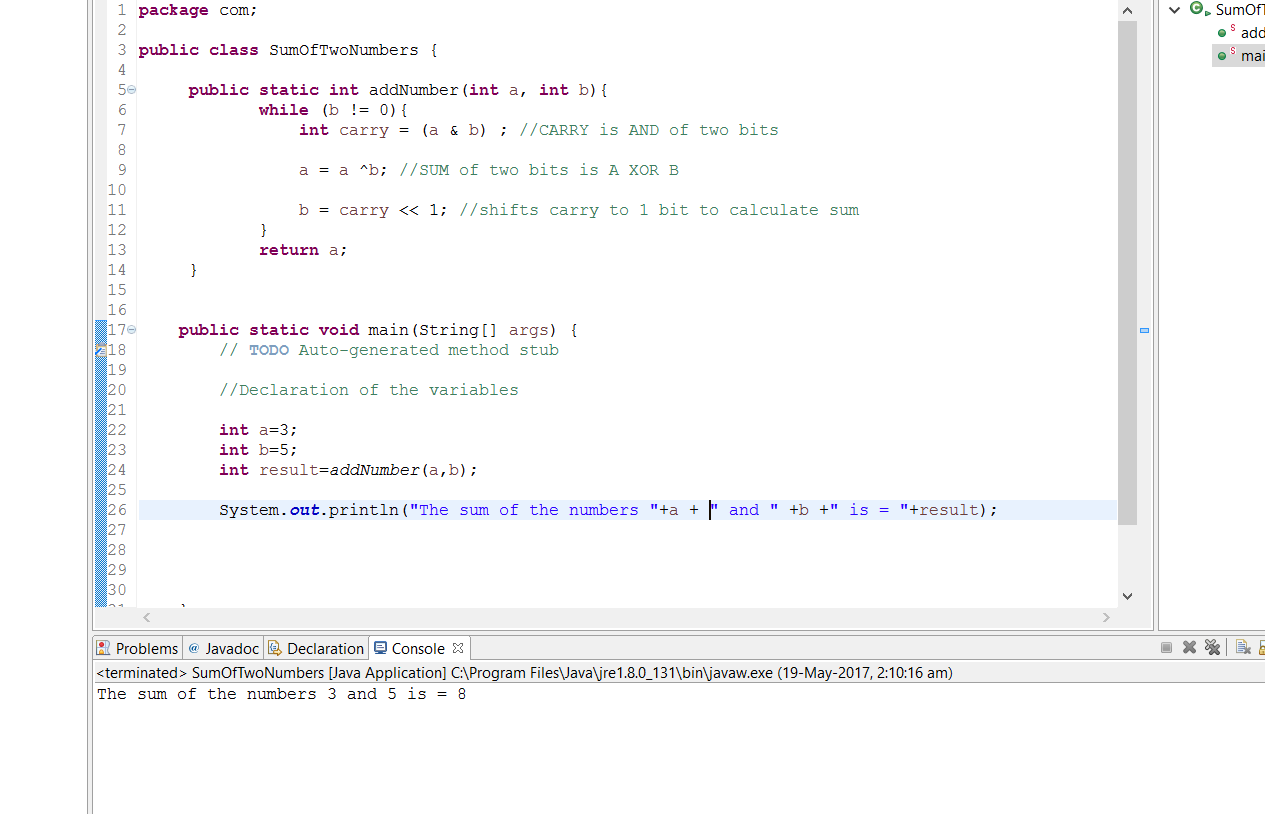 1 package com;
2
3 public class SumOfTwoNumbers {
4
5 public static int addNumber(int a, int b){
6 while (b != 0){
7 int carry = (a & b) ; //CARRY is AND of two bits
8
9 a = a ^b; //SUM of two bits is A XOR B
10
11 b = carry << 1; //shifts carry to 1 bit to calculate sum
12 }
13 return a;
14 }
15
16
17 public static void main(String[] args) {
18 // TODO Auto-generated method stub
19
20 //Declaration of the variables
21
22 int a=3;
23 int b=5;
24 int result=addNumber(a,b);
25
26 System.out.println("The sum of the numbers "+a + " and " +b +" is = "+result);
27
28
29
30
SumOfT
add
mai
Problems @ Javadoc Declaration Console
<terminated> SumOfTwoNumbers [Java Application] C:\Program Files\Java\jre1.8.0_131\bin\javaw.exe (19-May-2017, 2:10:16 am)
The sum of the numbers 3 and 5 is = 8